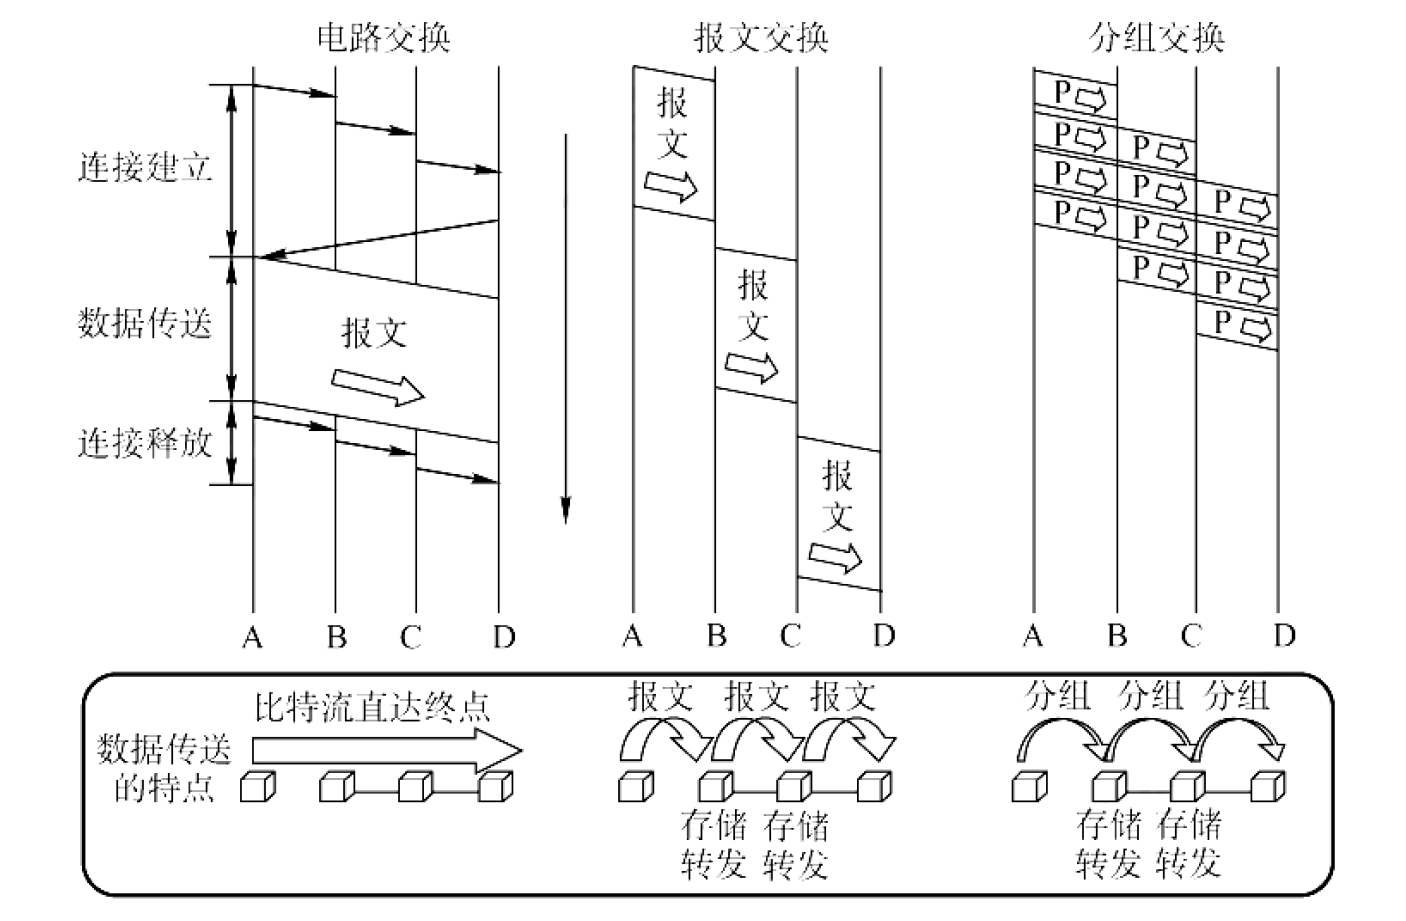 电路交换
报文交换
分组交换
连接建立
数据传送
连接释放
报文
A
B
C
D
报
文
报
文
报
文
A
B
C
D
P
P
P
P
P
P
P
P
P
P
P
P
A
B
C
D
数据传送
的特点
比特流直达终点
报文 报文 报文
存储 存储
转发 转发
分组 分组 分组
存储 存储
转发 转发